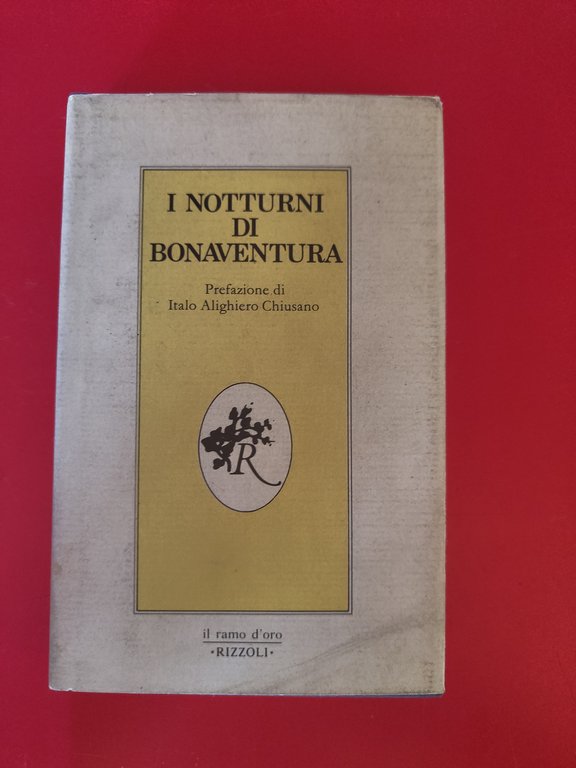 I NOTTURNI
DI
BONAVENTURA
Prefazione di
Italo Alighiero Chiusano
R
il ramo d'oro
•RIZZOLI•